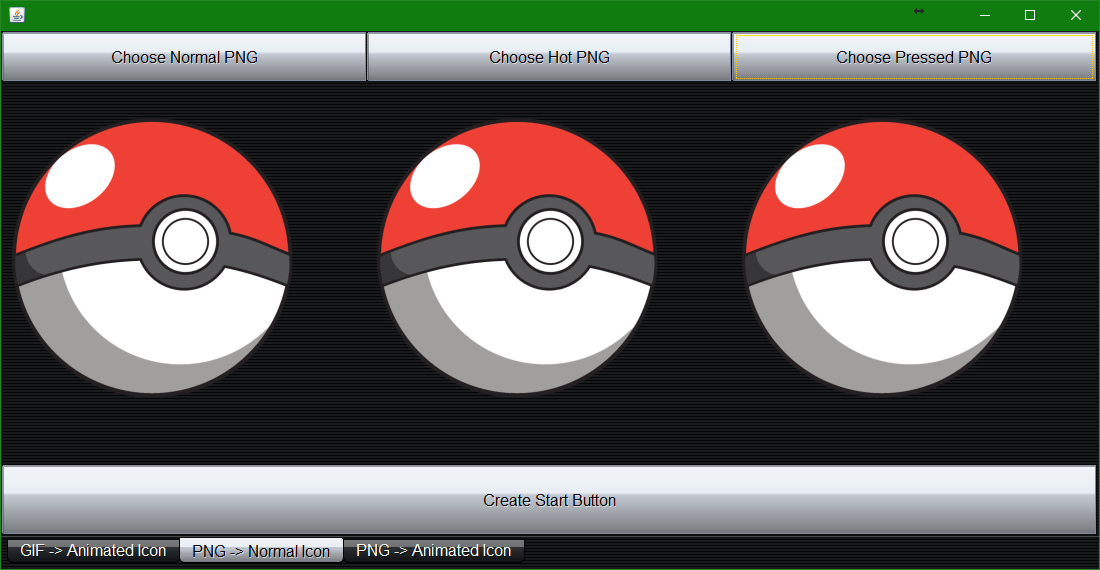 Choose Normal PNG
Choose Hot PNG
Choose Pressed PNG
Create Start Button
GIF -> Animated Icon
PNG -> Normal Icon
PNG -> Animated Icon